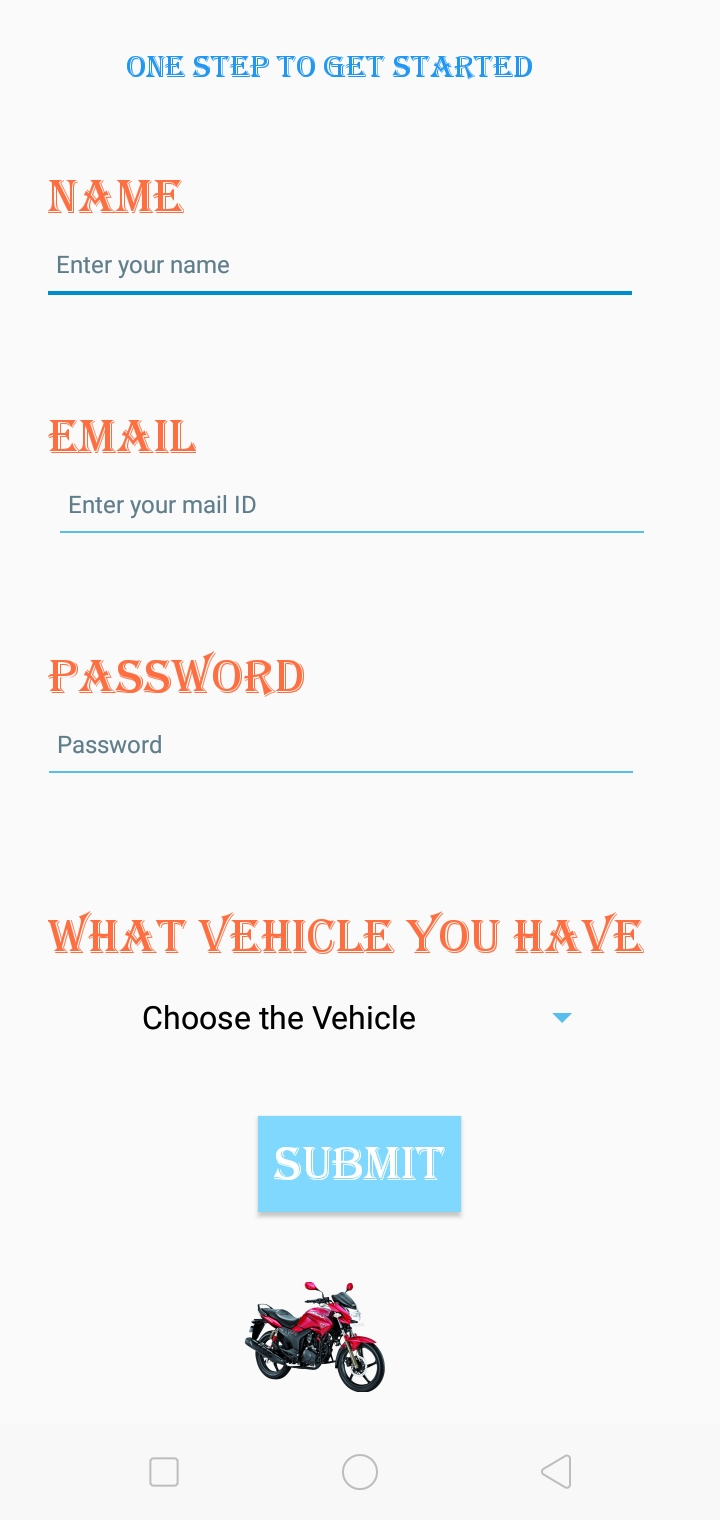 ONE STEP TO GET STARTED
NAME
Enter your name
EMAIL
Enter your mail ID
PASSWORD
Password
WHAT VEHICLE YOU HAVE
Choose the Vehicle
SUBMIT